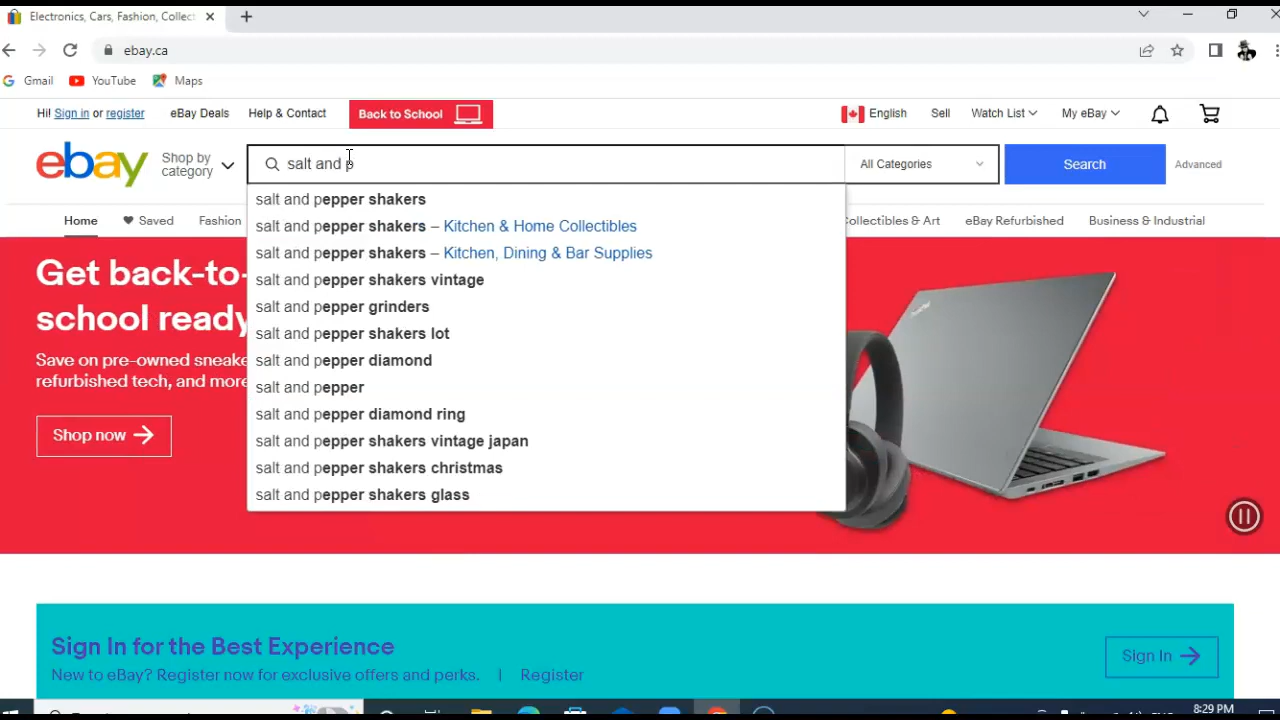 Electronics, Cars, Fashion, Collect
ebay.ca
Gmail YouTube Maps
Hi! Sign in or register eBay Deals Help & Contact Back to School English Sell Watch List My eBay
ebay Shop by category salt and p All Categories Search Advanced
salt and pepper shakers
salt and pepper shakers – Kitchen & Home Collectibles
salt and pepper shakers – Kitchen, Dining & Bar Supplies
salt and pepper shakers vintage
salt and pepper grinders
salt and pepper shakers lot
salt and pepper diamond
salt and pepper
salt and pepper diamond ring
salt and pepper shakers vintage japan
salt and pepper shakers christmas
salt and pepper shakers glass
Home Saved Fashion Collectibles & Art eBay Refurbished Business & Industrial
Get back-to-
school ready
Save on pre-owned sneake
refurbished tech, and more
Shop now
ThinkPad
Sign In for the Best Experience
New to eBay? Register now for exclusive offers and perks. | Register
Sign In
8:29 PM